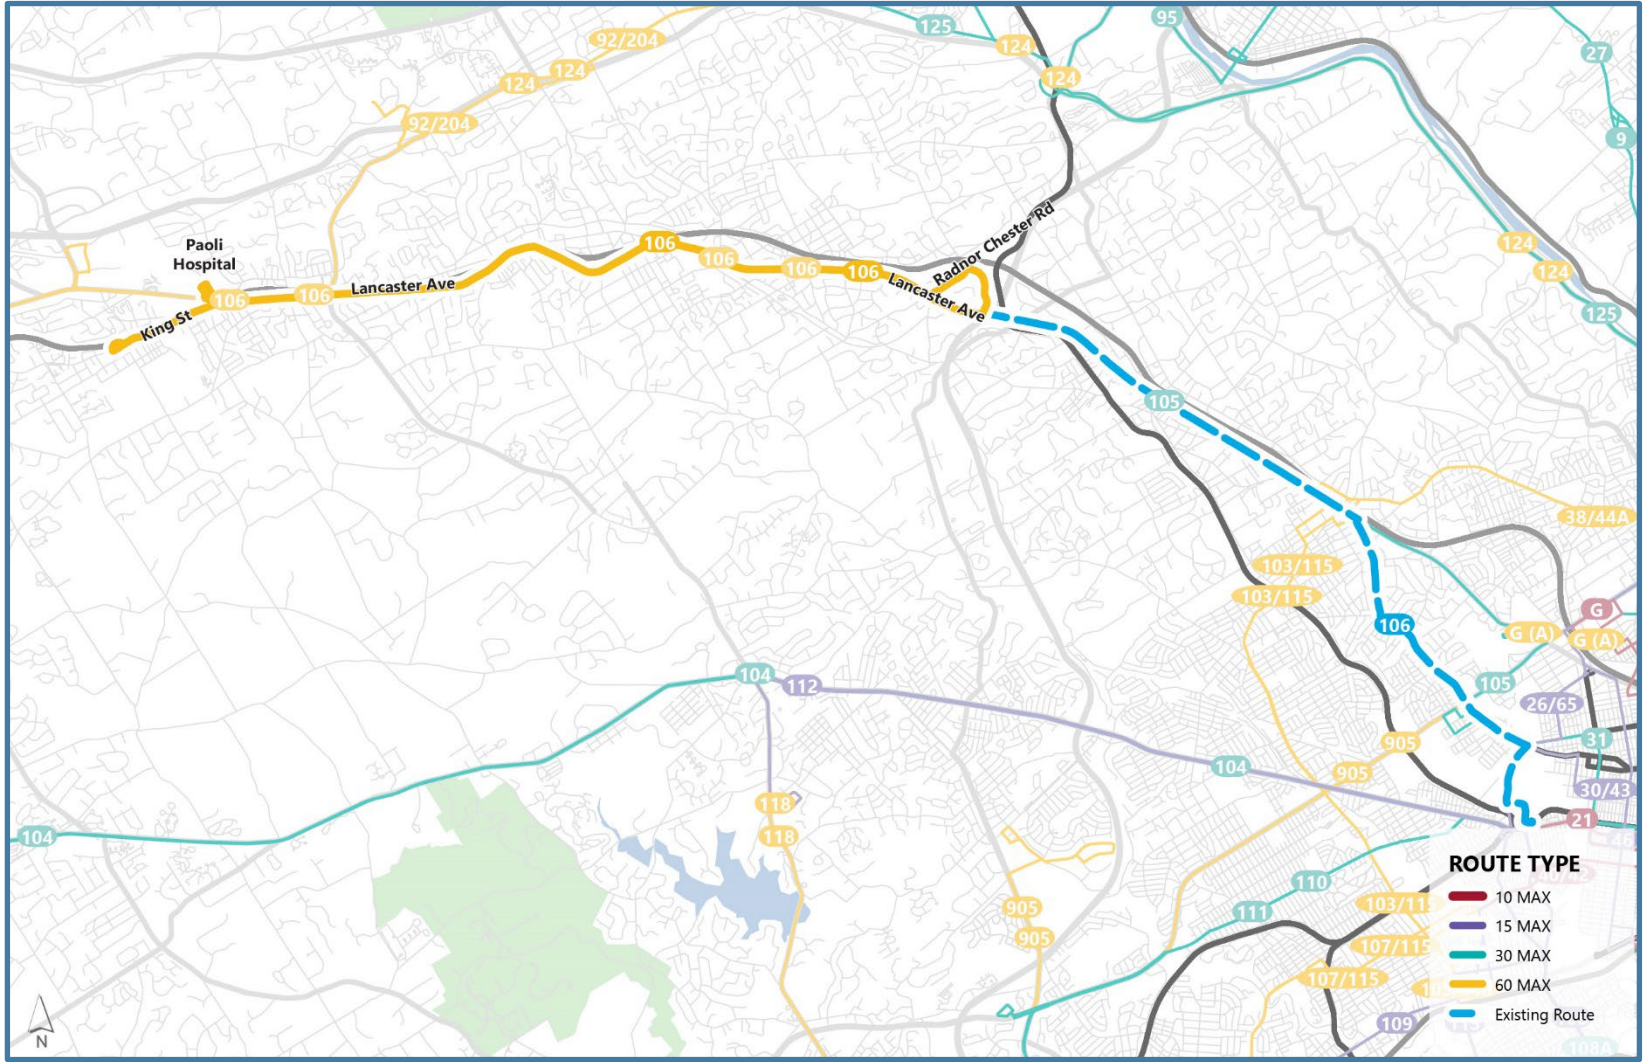 95
125
92/204
124
27
124
124
124
92/204
9
Radnor Chester Rd
Paoli
Hospital
106
106
124
106
106
124
Lancaster Ave
106
106
Lancaster Ave
King St
125
105
38/44A
103/115
103/115
G
106
G (A)
G (A)
104
112
105
26/65
905
31
104
905
30/43
118
21
104
118
ROUTE TYPE
110
10 MAX
103/115
905
111
15 MAX
905
107/115
30 MAX
107/115
60 MAX
Existing Route
109
N
108A